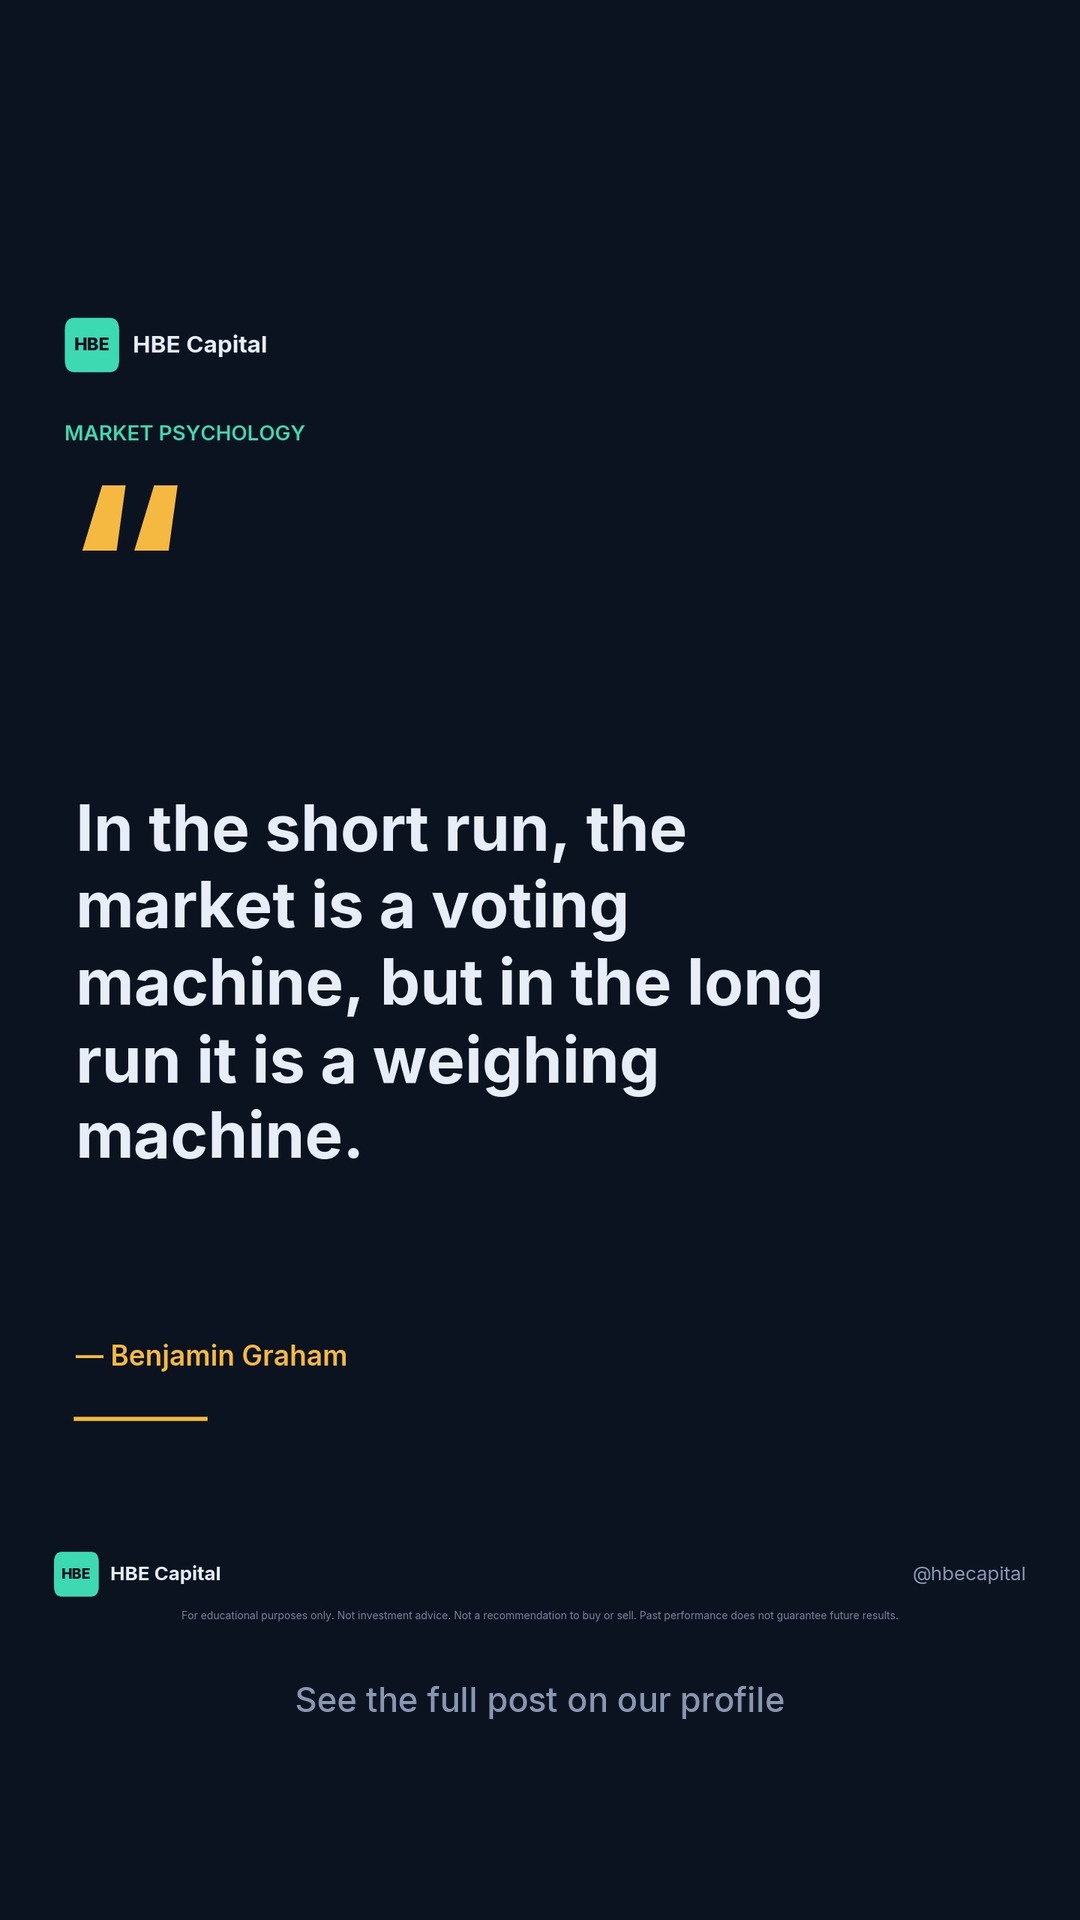 HBE HBE Capital
MARKET PSYCHOLOGY
"
In the short run, the
market is a voting
machine, but in the long
run it is a weighing
machine.
— Benjamin Graham
HBE HBE Capital @hbecapital
For educational purposes only. Not investment advice. Not a recommendation to buy or sell. Past performance does not guarantee future results.
See the full post on our profile